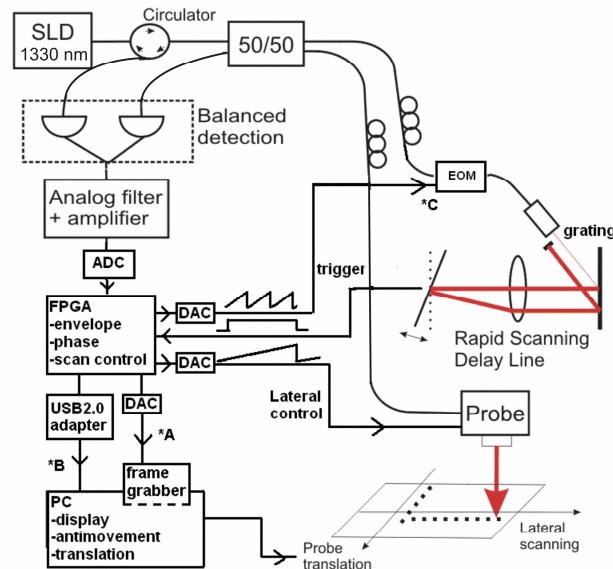 SLD
1330 nm
Circulator
50/50
Balanced
detection
Analog filter
+ amplifier
EOM
*C
grating
ADC
trigger
FPGA
-envelope
-phase
-scan control
DAC
DAC
Rapid Scanning
Delay Line
USB2.0
adapter
DAC
Lateral
control
Probe
*A
*B
frame
grabber
PC
-display
-antimovement
-translation
Probe
translation
Lateral
scanning